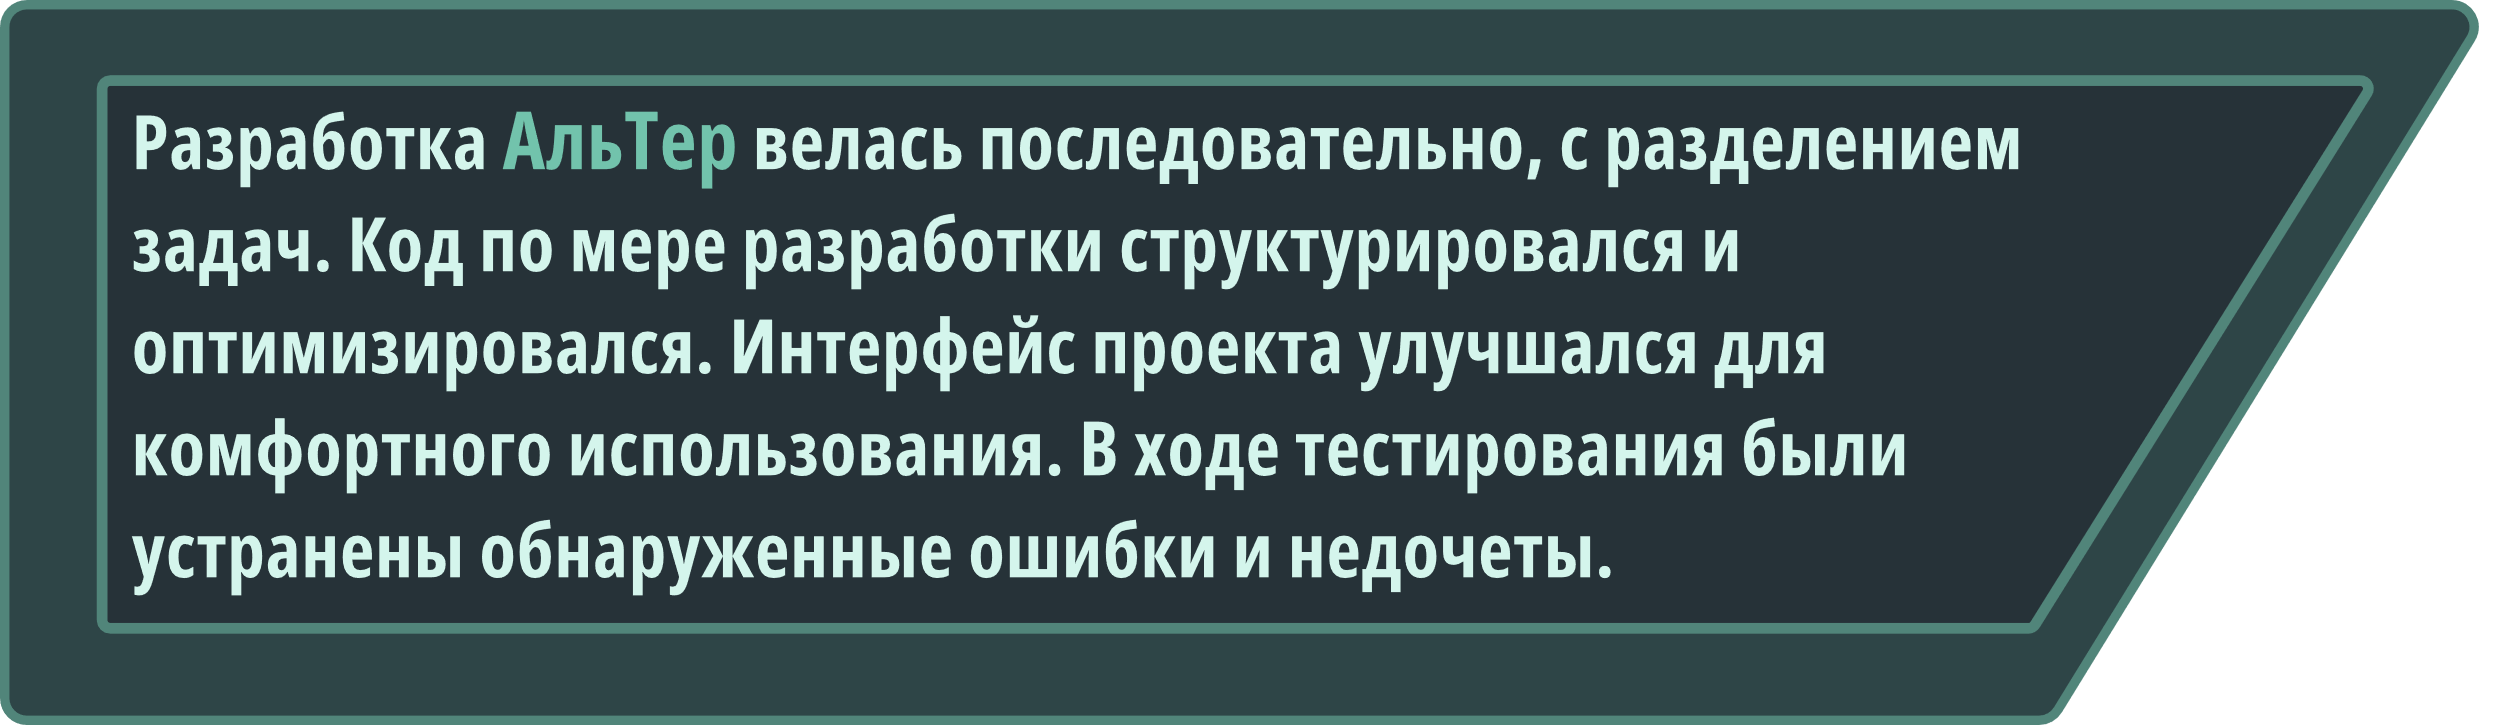 Разработка АльТер велась последовательно, с разделением
задач. Код по мере разработки структурировался и
оптимизировался. Интерфейс проекта улучшался для
комфортного использования. В ходе тестирования были
устранены обнаруженные ошибки и недочеты.